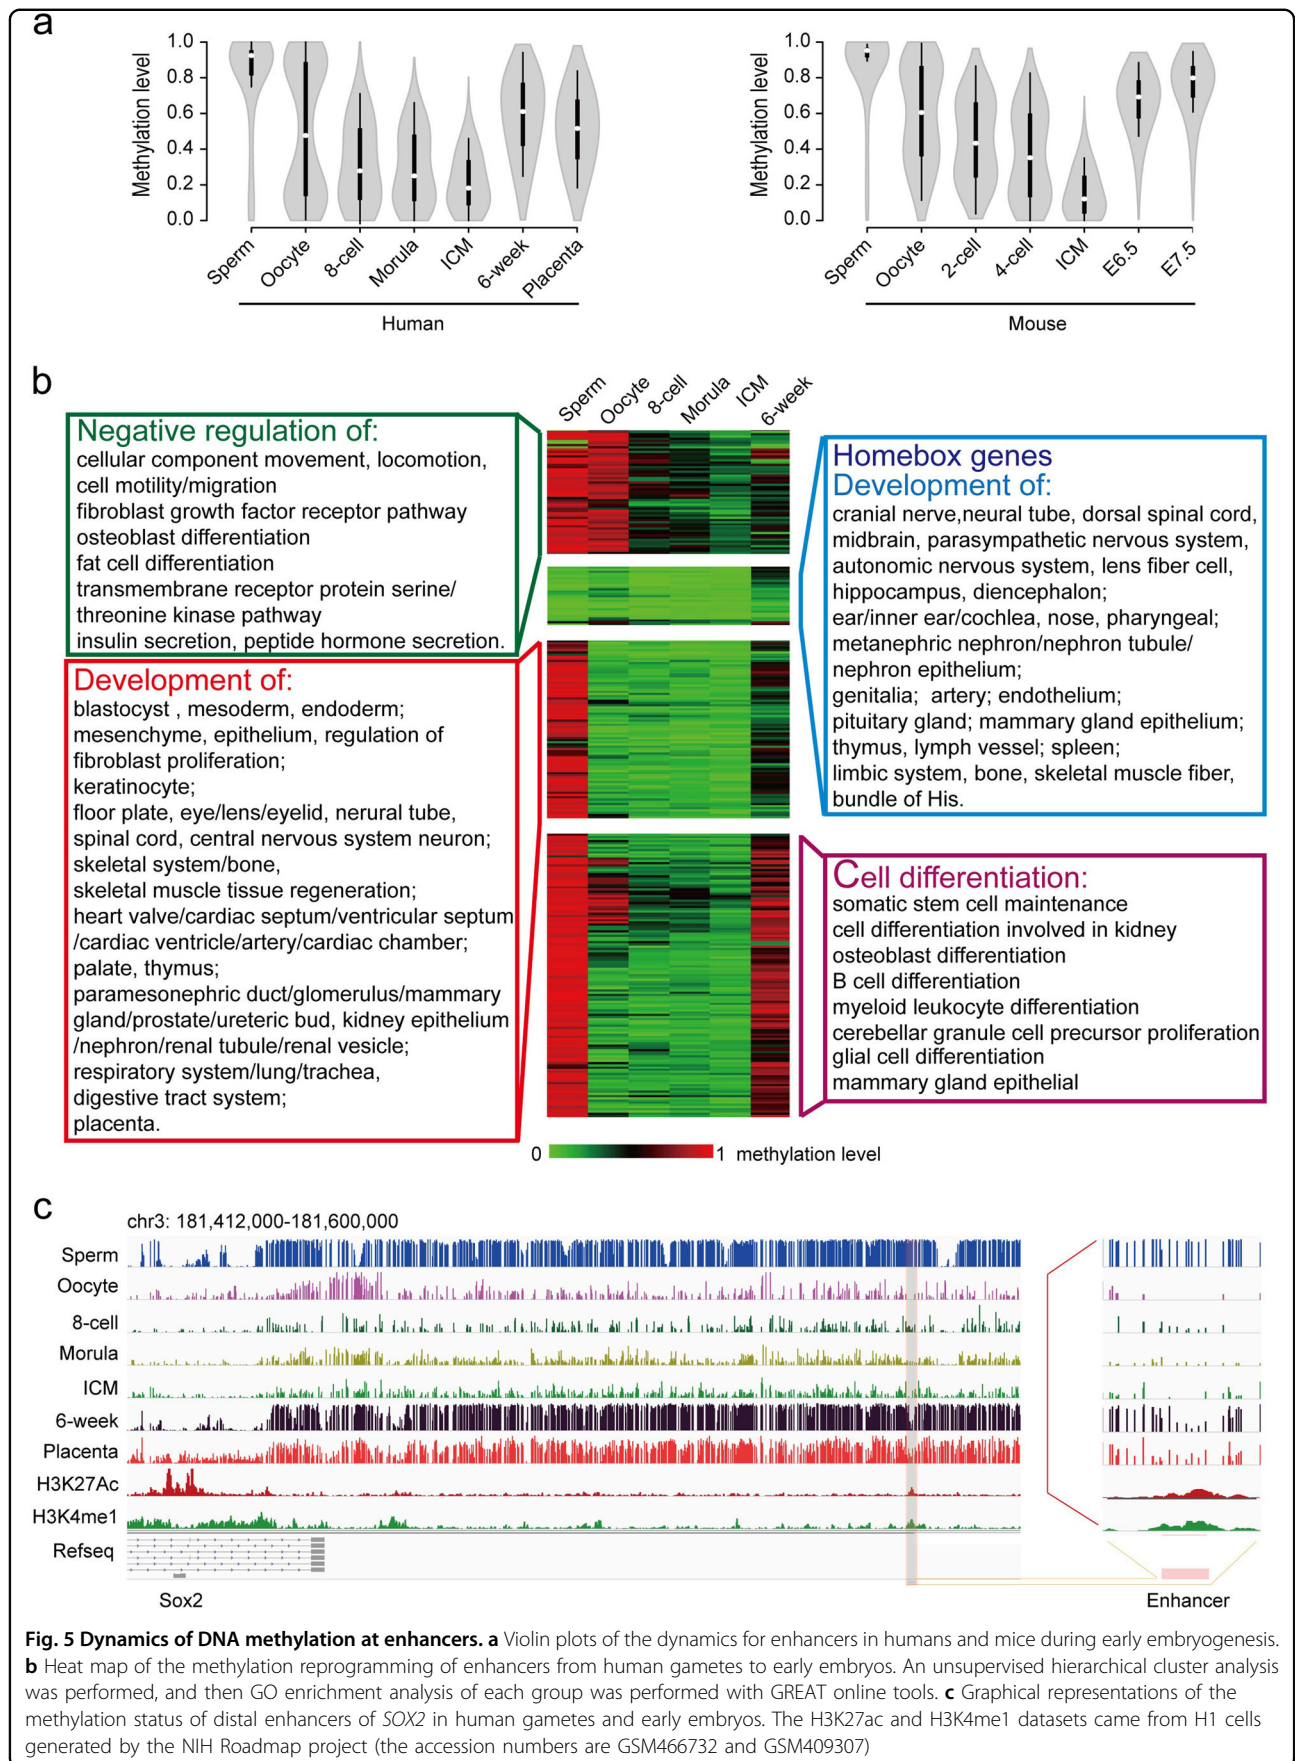 a
1.0
0.8
0.6
0.4
0.2
0.0
Methylation level
Sperm
Oocyte
8-cell
Morula
ICM
6-week
Placenta
Human
1.0
0.8
0.6
0.4
0.2
0.0
Methylation level
Sperm
Oocyte
2-cell
4-cell
ICM
E6.5
E7.5
Mouse
b
Sperm
Oocyte
8-cell
Morula
ICM
6-week
Negative regulation of:
cellular component movement, locomotion,
cell motility/migration
fibroblast growth factor receptor pathway
osteoblast differentiation
fat cell differentiation
transmembrane receptor protein serine/
threonine kinase pathway
insulin secretion, peptide hormone secretion.
Development of:
blastocyst , mesoderm, endoderm;
mesenchyme, epithelium, regulation of
fibroblast proliferation;
keratinocyte;
floor plate, eye/lens/eyelid, nerural tube,
spinal cord, central nervous system neuron;
skeletal system/bone,
skeletal muscle tissue regeneration;
heart valve/cardiac septum/ventricular septum
/cardiac ventricle/artery/cardiac chamber;
palate, thymus;
paramesonephric duct/glomerulus/mammary
gland/prostate/ureteric bud, kidney epithelium
/nephron/renal tubule/renal vesicle;
respiratory system/lung/trachea,
digestive tract system;
placenta.
Homebox genes
Development of:
cranial nerve,neural tube, dorsal spinal cord,
midbrain, parasympathetic nervous system,
autonomic nervous system, lens fiber cell,
hippocampus, diencephalon;
ear/inner ear/cochlea, nose, pharyngeal;
metanephric nephron/nephron tubule/
nephron epithelium;
genitalia; artery; endothelium;
pituitary gland; mammary gland epithelium;
thymus, lymph vessel; spleen;
limbic system, bone, skeletal muscle fiber,
bundle of His.
Cell differentiation:
somatic stem cell maintenance
cell differentiation involved in kidney
osteoblast differentiation
B cell differentiation
myeloid leukocyte differentiation
cerebellar granule cell precursor proliferation
glial cell differentiation
mammary gland epithelial
0 1 methylation level
c
chr3: 181,412,000-181,600,000
Sperm
Oocyte
8-cell
Morula
ICM
6-week
Placenta
H3K27Ac
H3K4me1
Refseq
Sox2
Enhancer
Fig. 5 Dynamics of DNA methylation at enhancers. a Violin plots of the dynamics for enhancers in humans and mice during early embryogenesis.
b Heat map of the methylation reprogramming of enhancers from human gametes to early embryos. An unsupervised hierarchical cluster analysis
was performed, and then GO enrichment analysis of each group was performed with GREAT online tools. c Graphical representations of the
methylation status of distal enhancers of SOX2 in human gametes and early embryos. The H3K27ac and H3K4me1 datasets came from H1 cells
generated by the NIH Roadmap project (the accession numbers are GSM466732 and GSM409307)